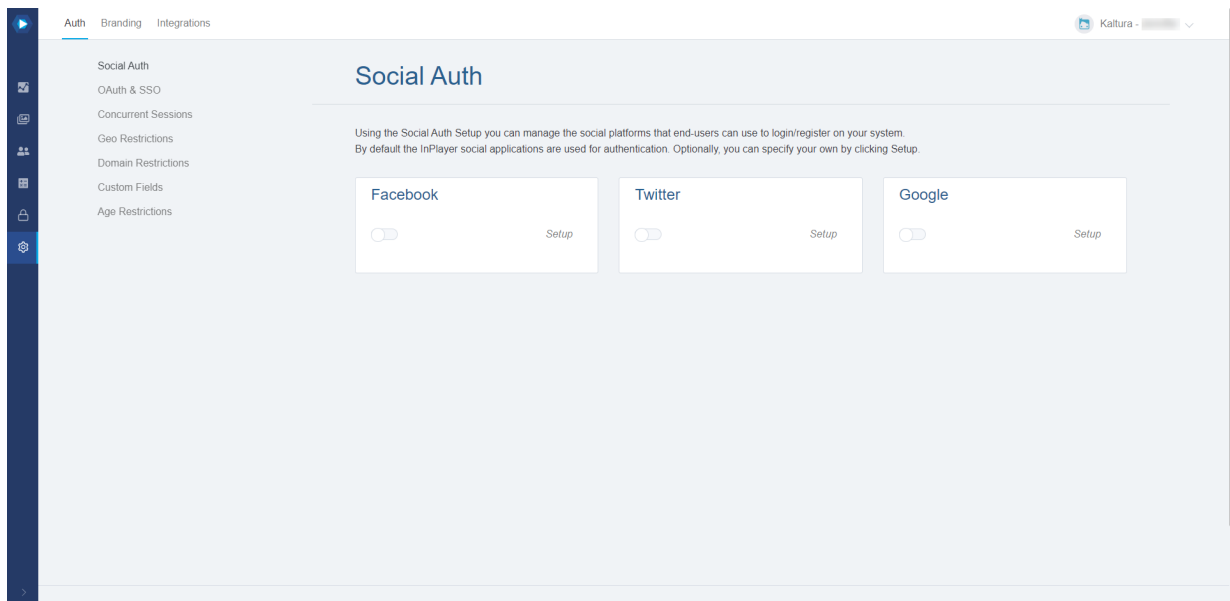 Auth Branding Integrations
Kaltura -
Social Auth
OAuth & SSO
Concurrent Sessions
Geo Restrictions
Domain Restrictions
Custom Fields
Age Restrictions
Social Auth
Using the Social Auth Setup you can manage the social platforms that end-users can use to login/register on your system.
By default the InPlayer social applications are used for authentication. Optionally, you can specify your own by clicking Setup.
Facebook
Setup
Twitter
Setup
Google
Setup